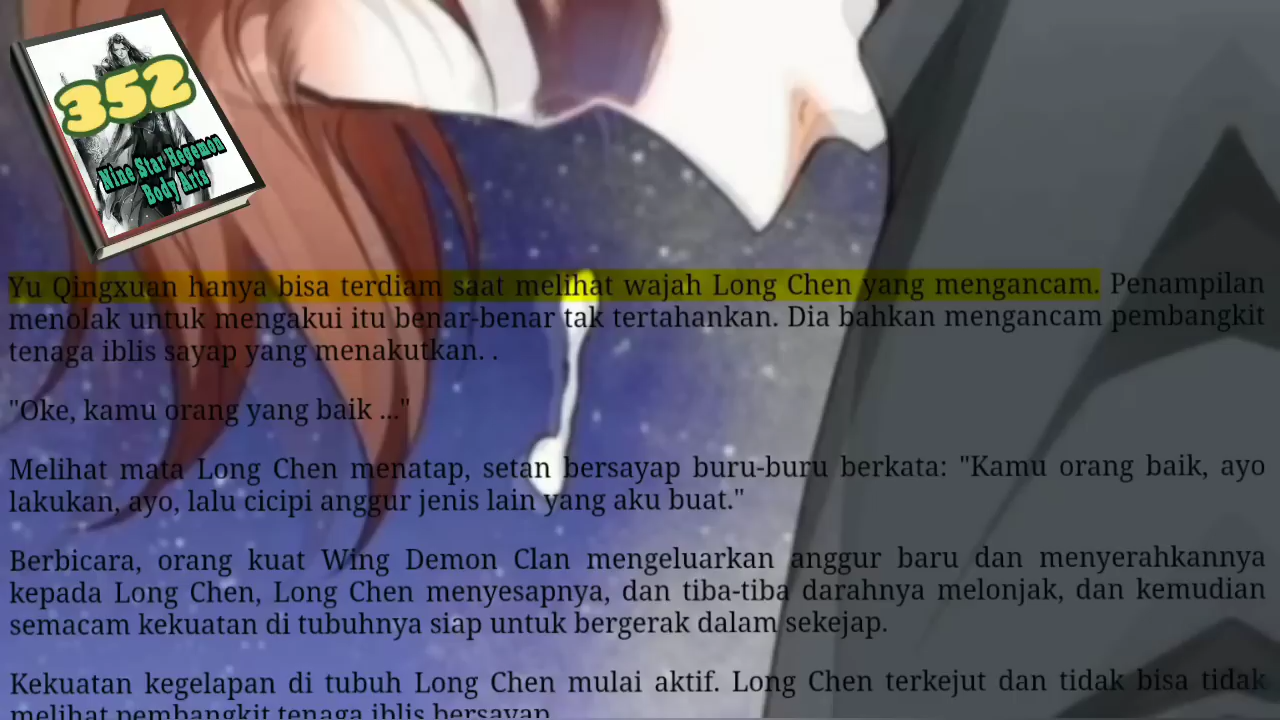 352
Nine Star Hegemon
Body Arts
Yu Qingxuan hanya bisa terdiam saat melihat wajah Long Chen yang mengancam. Penampilan
menolak untuk mengakui itu benar-benar tak tertahankan. Dia bahkan mengancam pembangkit
tenaga iblis sayap yang menakutkan. .
"Oke, kamu orang yang baik ..."
Melihat mata Long Chen menatap, setan bersayap buru-buru berkata: "Kamu orang baik, ayo
lakukan, ayo, lalu cicipi anggur jenis lain yang aku buat."
Berbicara, orang kuat Wing Demon Clan mengeluarkan anggur baru dan menyerahkannya
kepada Long Chen, Long Chen menyesapnya, dan tiba-tiba darahnya melonjak, dan kemudian
semacam kekuatan di tubuhnya siap untuk bergerak dalam sekejap.
Kekuatan kegelapan di tubuh Long Chen mulai aktif. Long Chen terkejut dan tidak bisa tidak
melihat pembangkit tenaga iblis bersayap.